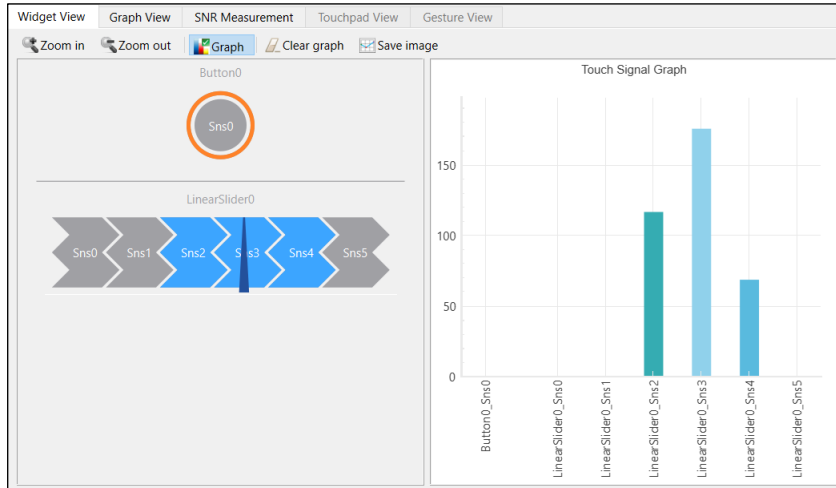 Widget View Graph View SNR Measurement Touchpad View Gesture View
Zoom in Zoom out Graph Clear graph Save image
Button0
Sns0
LinearSlider0
Sns0 Sns1 Sns2 Sns3 Sns4 Sns5
Touch Signal Graph
150
100
50
0
Button0_Sns0
LinearSlider0_Sns0
LinearSlider0_Sns1
LinearSlider0_Sns2
LinearSlider0_Sns3
LinearSlider0_Sns4
LinearSlider0_Sns5